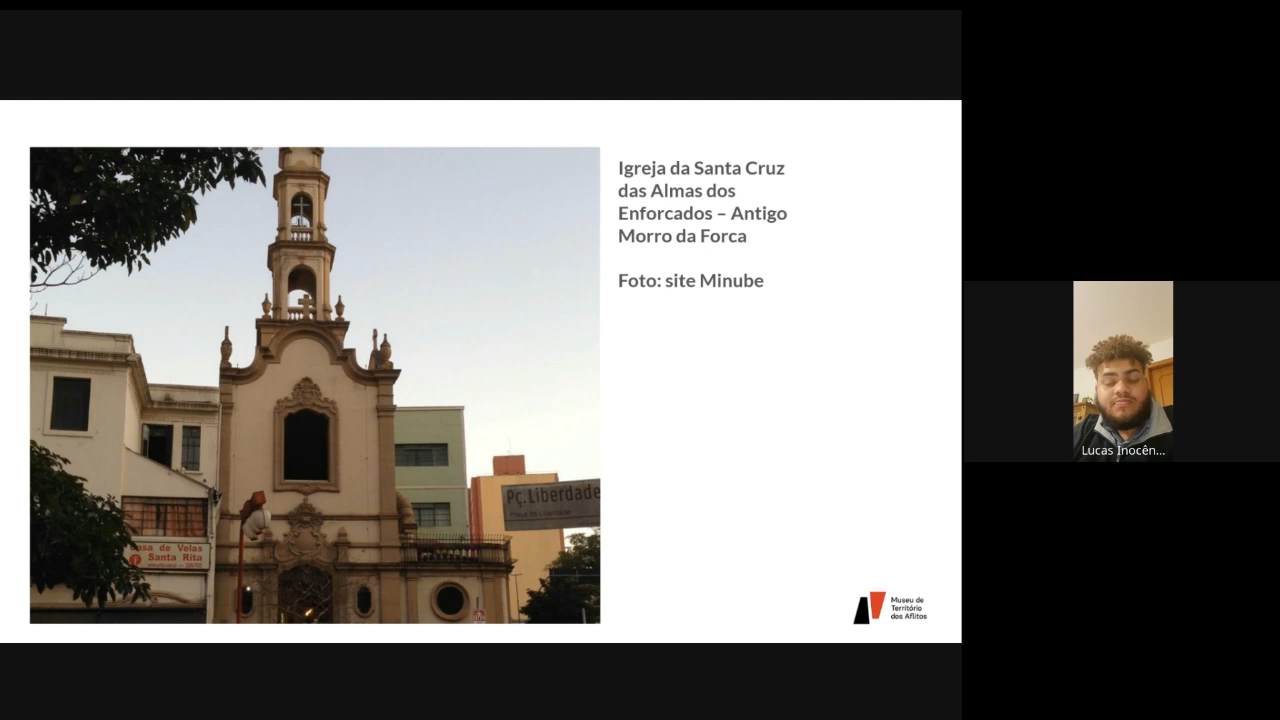 Igreja da Santa Cruz
das Almas dos
Enforcados – Antigo
Morro da Forca
Foto: site Minube
Pç.Liberdade
Casa de Velas
Santa Rita
Museu de
Território
dos Aflitos
Lucas Inocên...